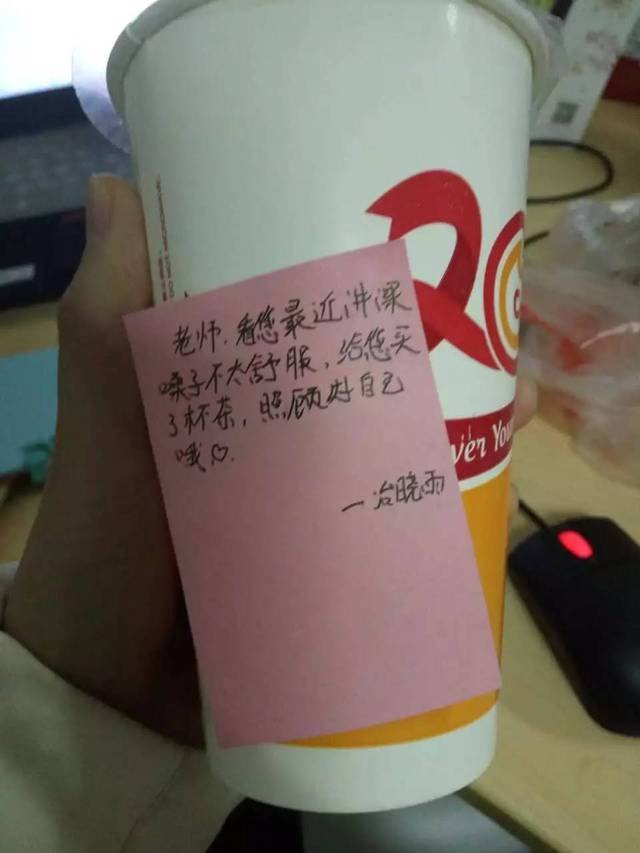 老师，看您最近讲课
嗓子不太舒服，给您买
了杯茶，照顾好自己
哦♡.
—冶晓雨